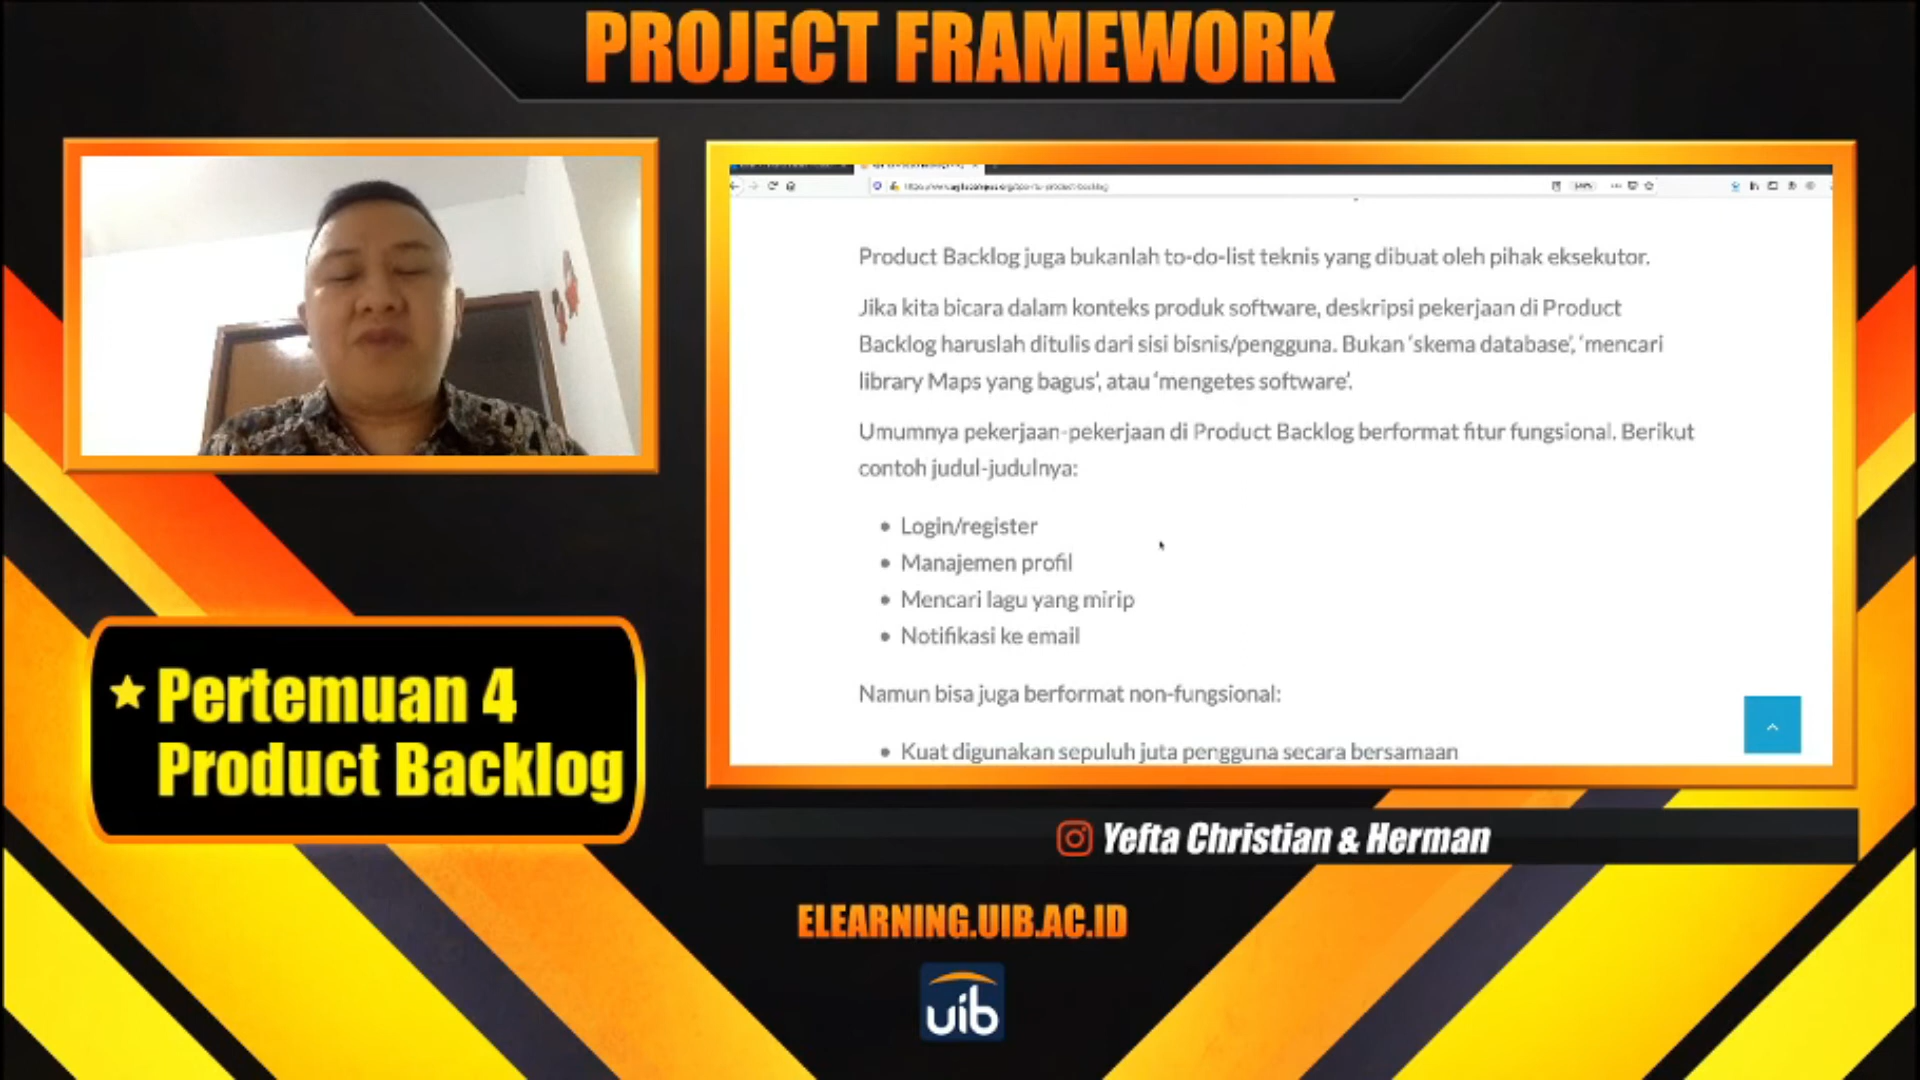 PROJECT FRAMEWORK
Product Backlog juga bukanlah to-do-list teknis yang dibuat oleh pihak eksekutor.
Jika kita bicara dalam konteks produk software, deskripsi pekerjaan di Product
Backlog haruslah ditulis dari sisi bisnis/pengguna. Bukan ‘skema database’, ‘mencari
library Maps yang bagus’, atau ‘mengetes software’.
Umumnya pekerjaan-pekerjaan di Product Backlog berformat fitur fungsional. Berikut
contoh judul-judulnya:
• Login/register
• Manajemen profil
• Mencari lagu yang mirip
• Notifikasi ke email
Namun bisa juga berformat non-fungsional:
• Kuat digunakan sepuluh juta pengguna secara bersamaan
★ Pertemuan 4
Product Backlog
Yefta Christian & Herman
ELEARNING.UIB.AC.ID
uib